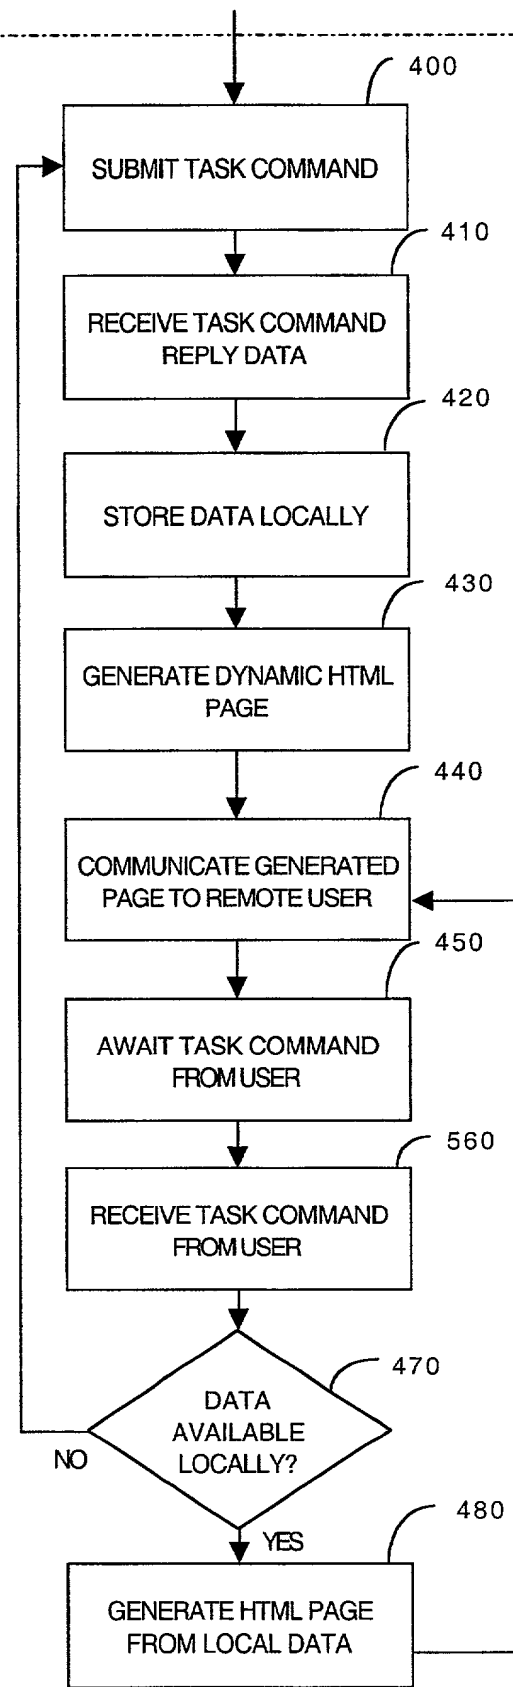 400
SUBMIT TASK COMMAND
410
RECEIVE TASK COMMAND
REPLY DATA
420
STORE DATA LOCALLY
430
GENERATE DYNAMIC HTML
PAGE
440
COMMUNICATE GENERATED
PAGE TO REMOTE USER
450
AWAIT TASK COMMAND
FROM USER
560
RECEIVE TASK COMMAND
FROM USER
470
DATA
AVAILABLE
LOCALLY?
NO
YES
480
GENERATE HTML PAGE
FROM LOCAL DATA